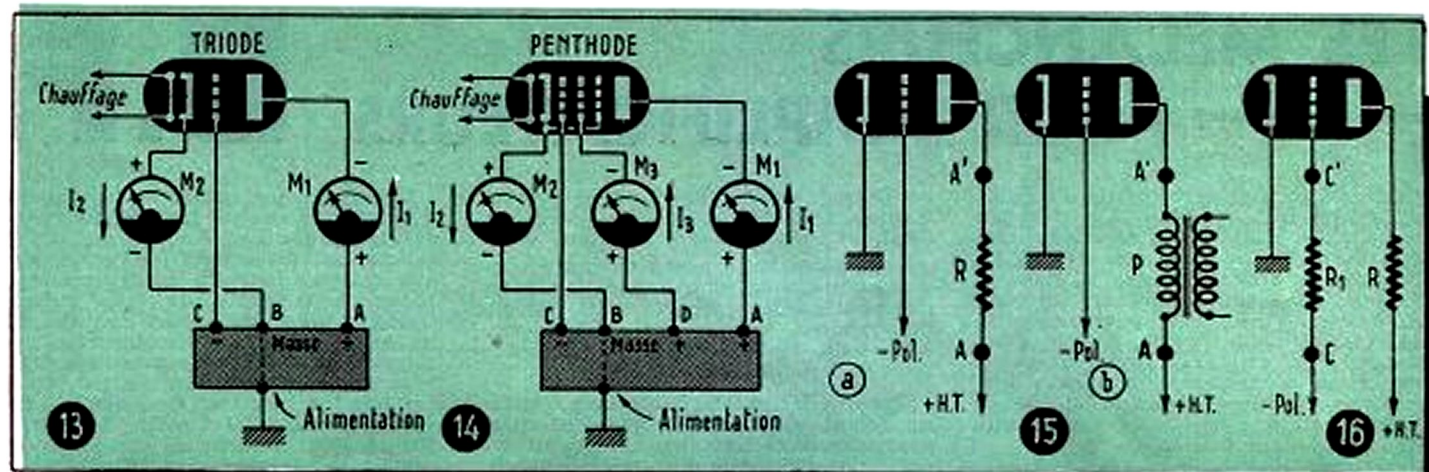 TRIODE
Chauffage
+
M2
I2
-
M1
-
I1
+
C
B
A
-
Masse
+
Alimentation
13
PENTHODE
Chauffage
+
M2
I2
-
-
M3
I3
+
-
M1
I1
+
C
B
D
A
-
Masse
+
+
Alimentation
14
A'
R
A
-Pol.
+H.T.
a
A'
P
A
-Pol.
+H.T.
b
15
C'
R1
R
C
-Pol.
+H.T.
16